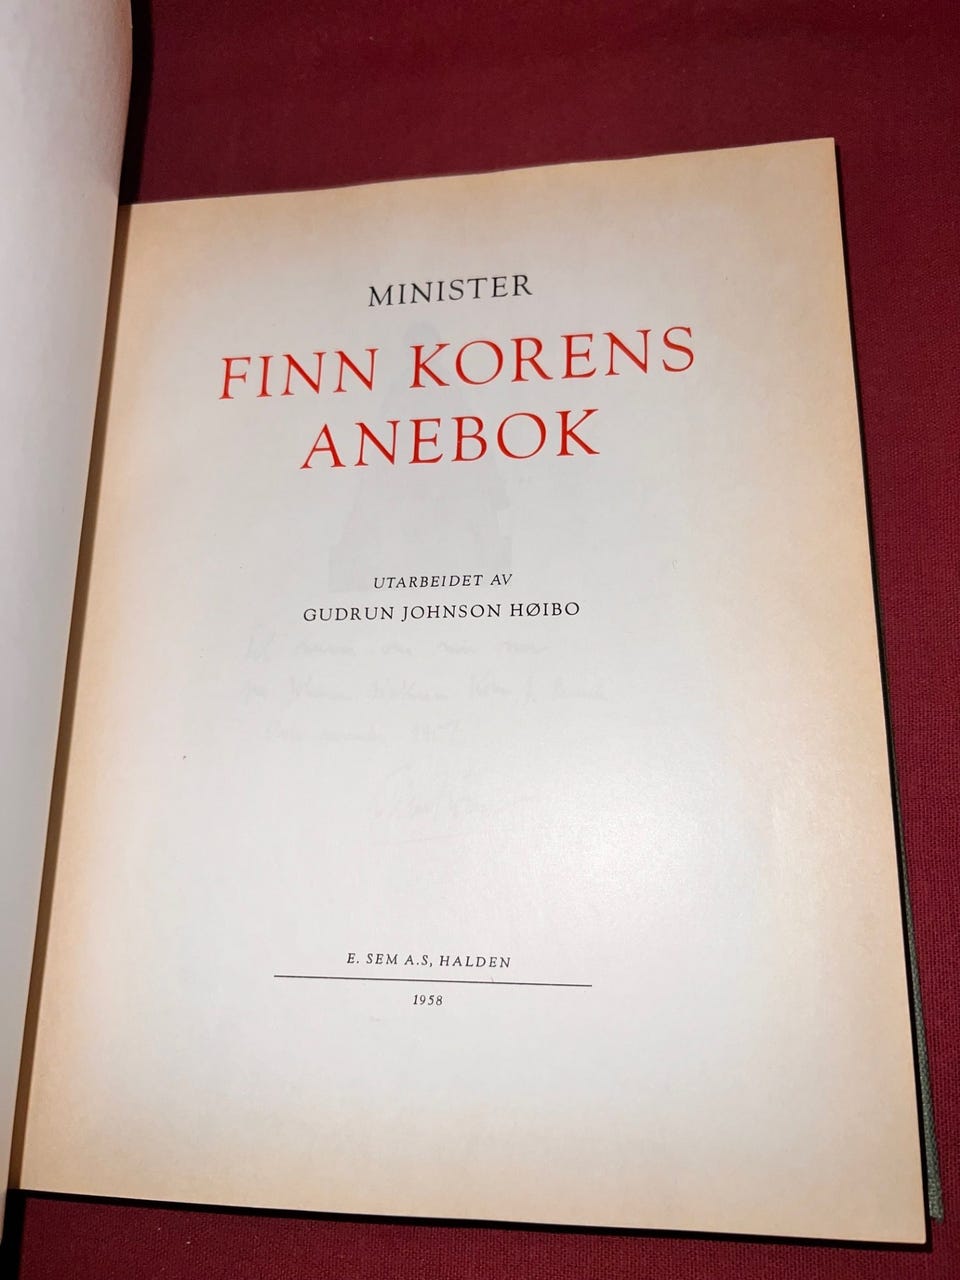 MINISTER
FINN KORENS
ANEBOK
UTARBEIDET AV
GUDRUN JOHNSON HØIBO
E. SEM A.S, HALDEN
1958